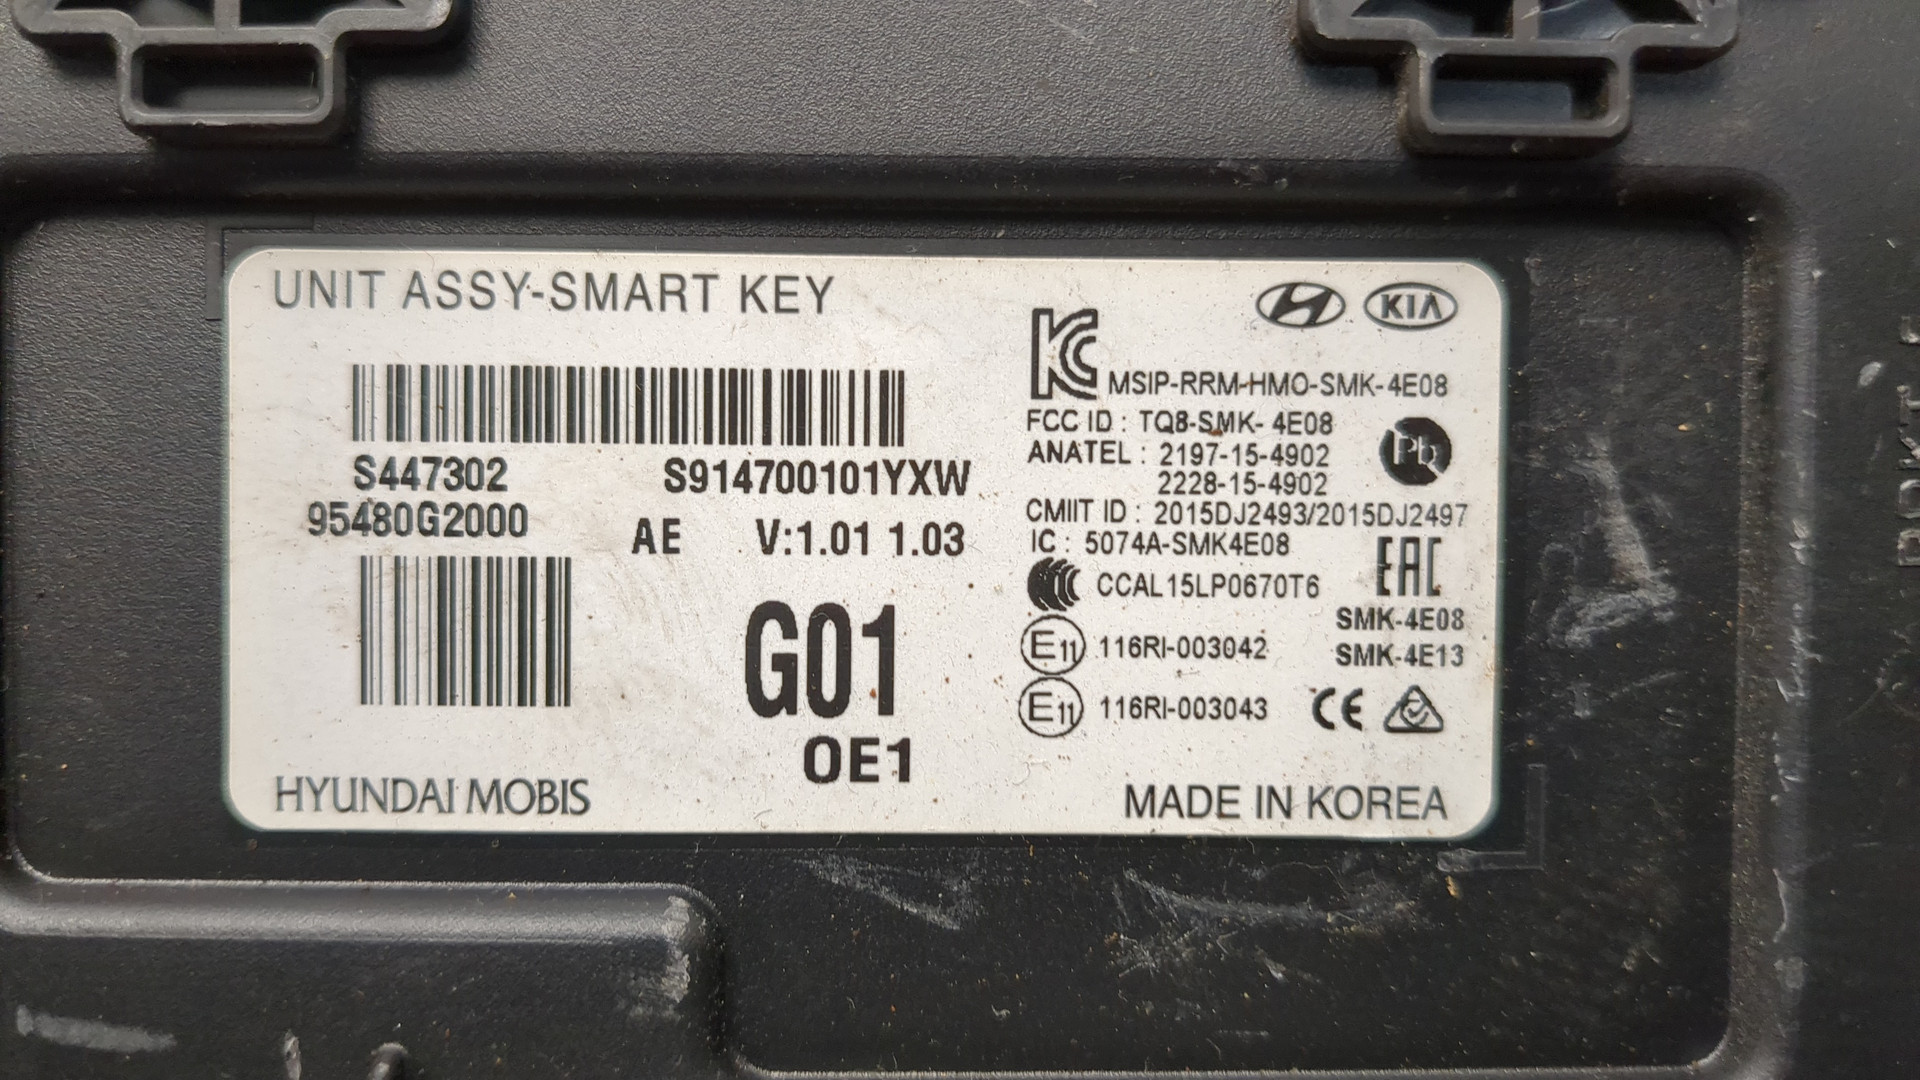 UNIT ASSY-SMART KEY
KIA
S447302 S914700101YXW
95480G2000 AE V:1.01 1.03
G01
OE1
HYUNDAI MOBIS
MSIP-RRM-HMO-SMK-4E08
FCC ID : TQ8-SMK- 4E08
ANATEL : 2197-15-4902
2228-15-4902
Pb
CMIIT ID : 2015DJ2493/2015DJ2497
IC : 5074A-SMK4E08
EAC
CCAL15LP0670T6
SMK-4E08
E11 116RI-003042
SMK-4E13
E11 116RI-003043
CE
MADE IN KOREA